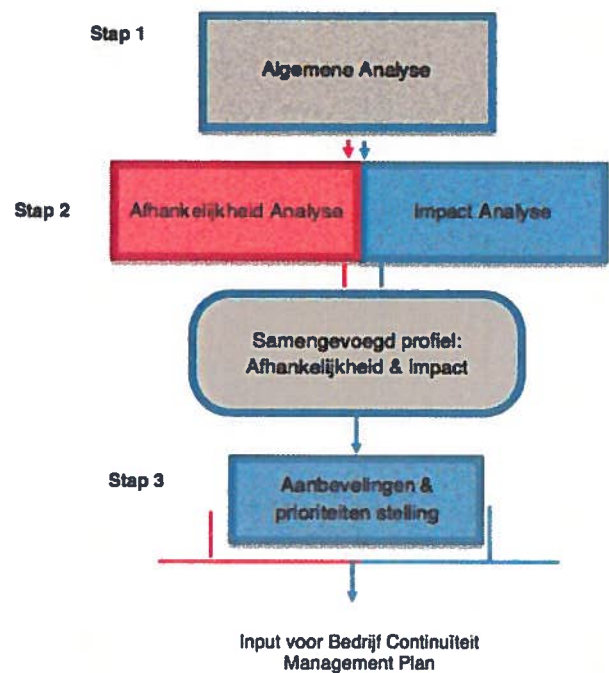 Stap 1
Algemene Analyse
Stap 2
Afhankelijkheid Analyse
Impact Analyse
Samengevoegd profiel:
Afhankelijkheid & Impact
Stap 3
Aanbevelingen &
prioriteiten stelling
Input voor Bedrijf Continuïteit
Management Plan